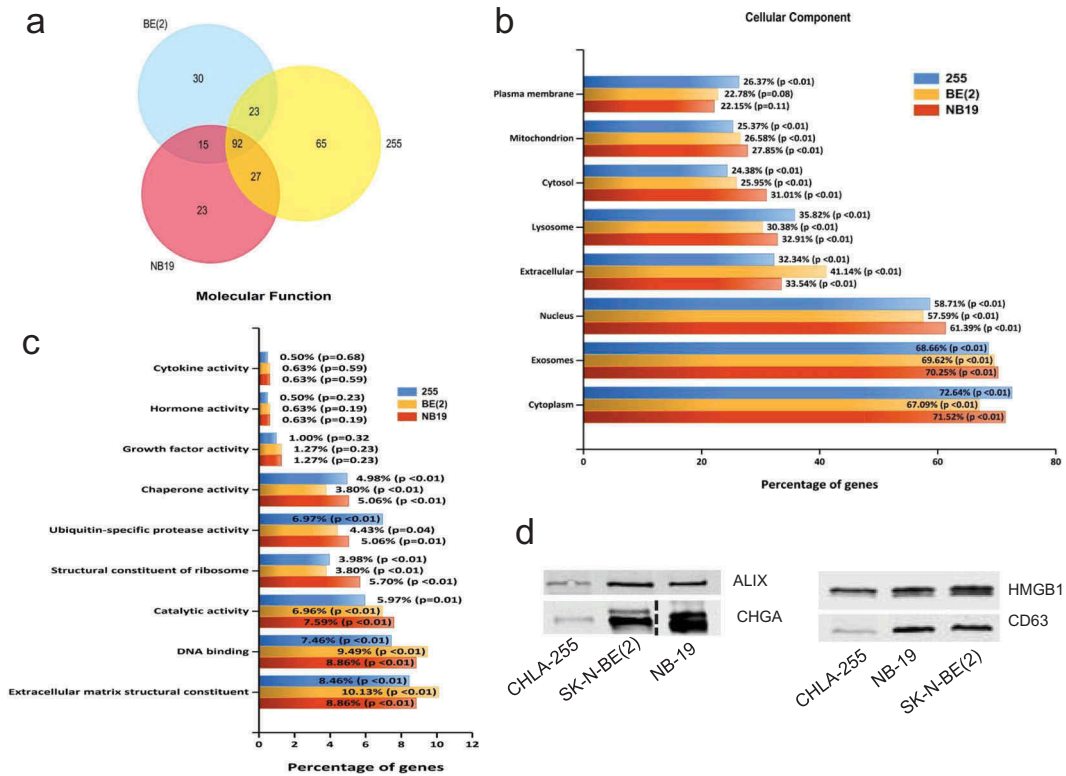 a
BE(2)
30
23
15
92
65
255
27
23
NB19
b
Cellular Component
255
BE(2)
NB19
Plasma membrane
26.37% (p <0.01)
22.78% (p=0.08)
22.15% (p=0.11)
Mitochondrion
25.37% (p <0.01)
26.58% (p <0.01)
27.85% (p <0.01)
Cytosol
24.38% (p <0.01)
25.95% (p <0.01)
31.01% (p <0.01)
Lysosome
35.82% (p <0.01)
30.38% (p <0.01)
32.91% (p <0.01)
Extracellular
32.34% (p <0.01)
41.14% (p <0.01)
33.54% (p <0.01)
Nucleus
58.71% (p <0.01)
57.59% (p <0.01)
61.39% (p <0.01)
Exosomes
68.66% (p <0.01)
69.62% (p <0.01)
70.25% (p <0.01)
Cytoplasm
72.64% (p <0.01)
67.09% (p <0.01)
71.52% (p <0.01)
0 20 40 60 80
Percentage of genes
c
Molecular Function
255
BE(2)
NB19
Cytokine activity
0.50% (p=0.68)
0.63% (p=0.59)
0.63% (p=0.59)
Hormone activity
0.50% (p=0.23)
0.63% (p=0.19)
0.63% (p=0.19)
Growth factor activity
1.00% (p=0.32
1.27% (p=0.23)
1.27% (p=0.23)
Chaperone activity
4.98% (p <0.01)
3.80% (p <0.01)
5.06% (p <0.01)
Ubiquitin-specific protease activity
6.97% (p <0.01)
4.43% (p=0.04)
5.06% (p=0.01)
Structural constituent of ribosome
3.98% (p <0.01)
3.80% (p <0.01)
5.70% (p <0.01)
Catalytic activity
5.97% (p=0.01)
6.96% (p <0.01)
7.59% (p <0.01)
DNA binding
7.46% (p <0.01)
9.49% (p <0.01)
8.86% (p <0.01)
Extracellular matrix structural constituent
8.46% (p <0.01)
10.13% (p <0.01)
8.86% (p <0.01)
0 2 4 6 8 10 12
Percentage of genes
d
ALIX
CHGA
CHLA-255
SK-N-BE(2)
NB-19
HMGB1
CD63
CHLA-255
NB-19
SK-N-BE(2)